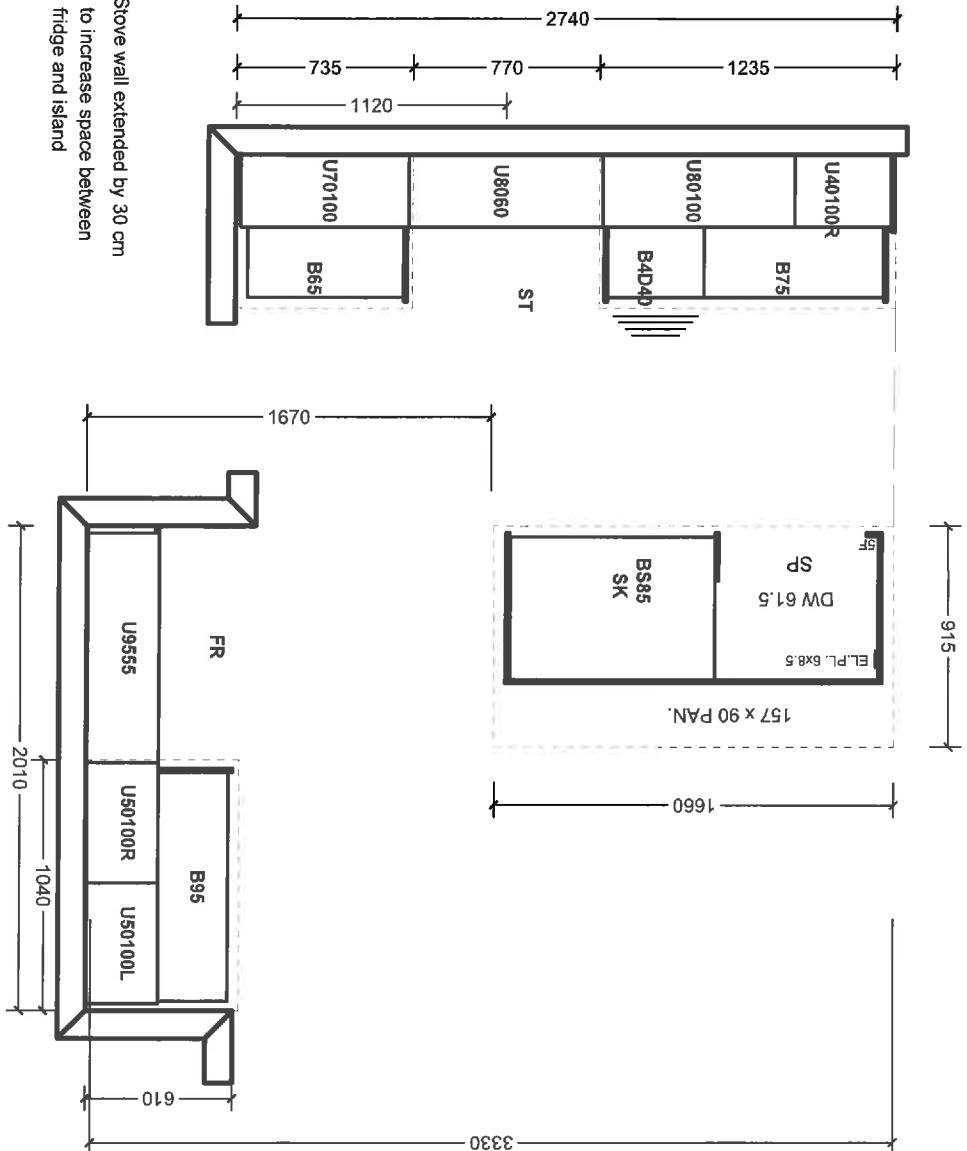 Stove wall extended by 30 cm
to increase space between
fridge and island
2740
735
770
1235
1120
U70100
U8060
U80100
U40100R
B65
ST
B4D40
B75
1670
915
5F
SP
DW 61.5
BS85
SK
EL.PL. 6x8.5
157 x 90 PAN.
1660
FR
U9555
U50100R
U50100L
B95
2010
1040
610
3330